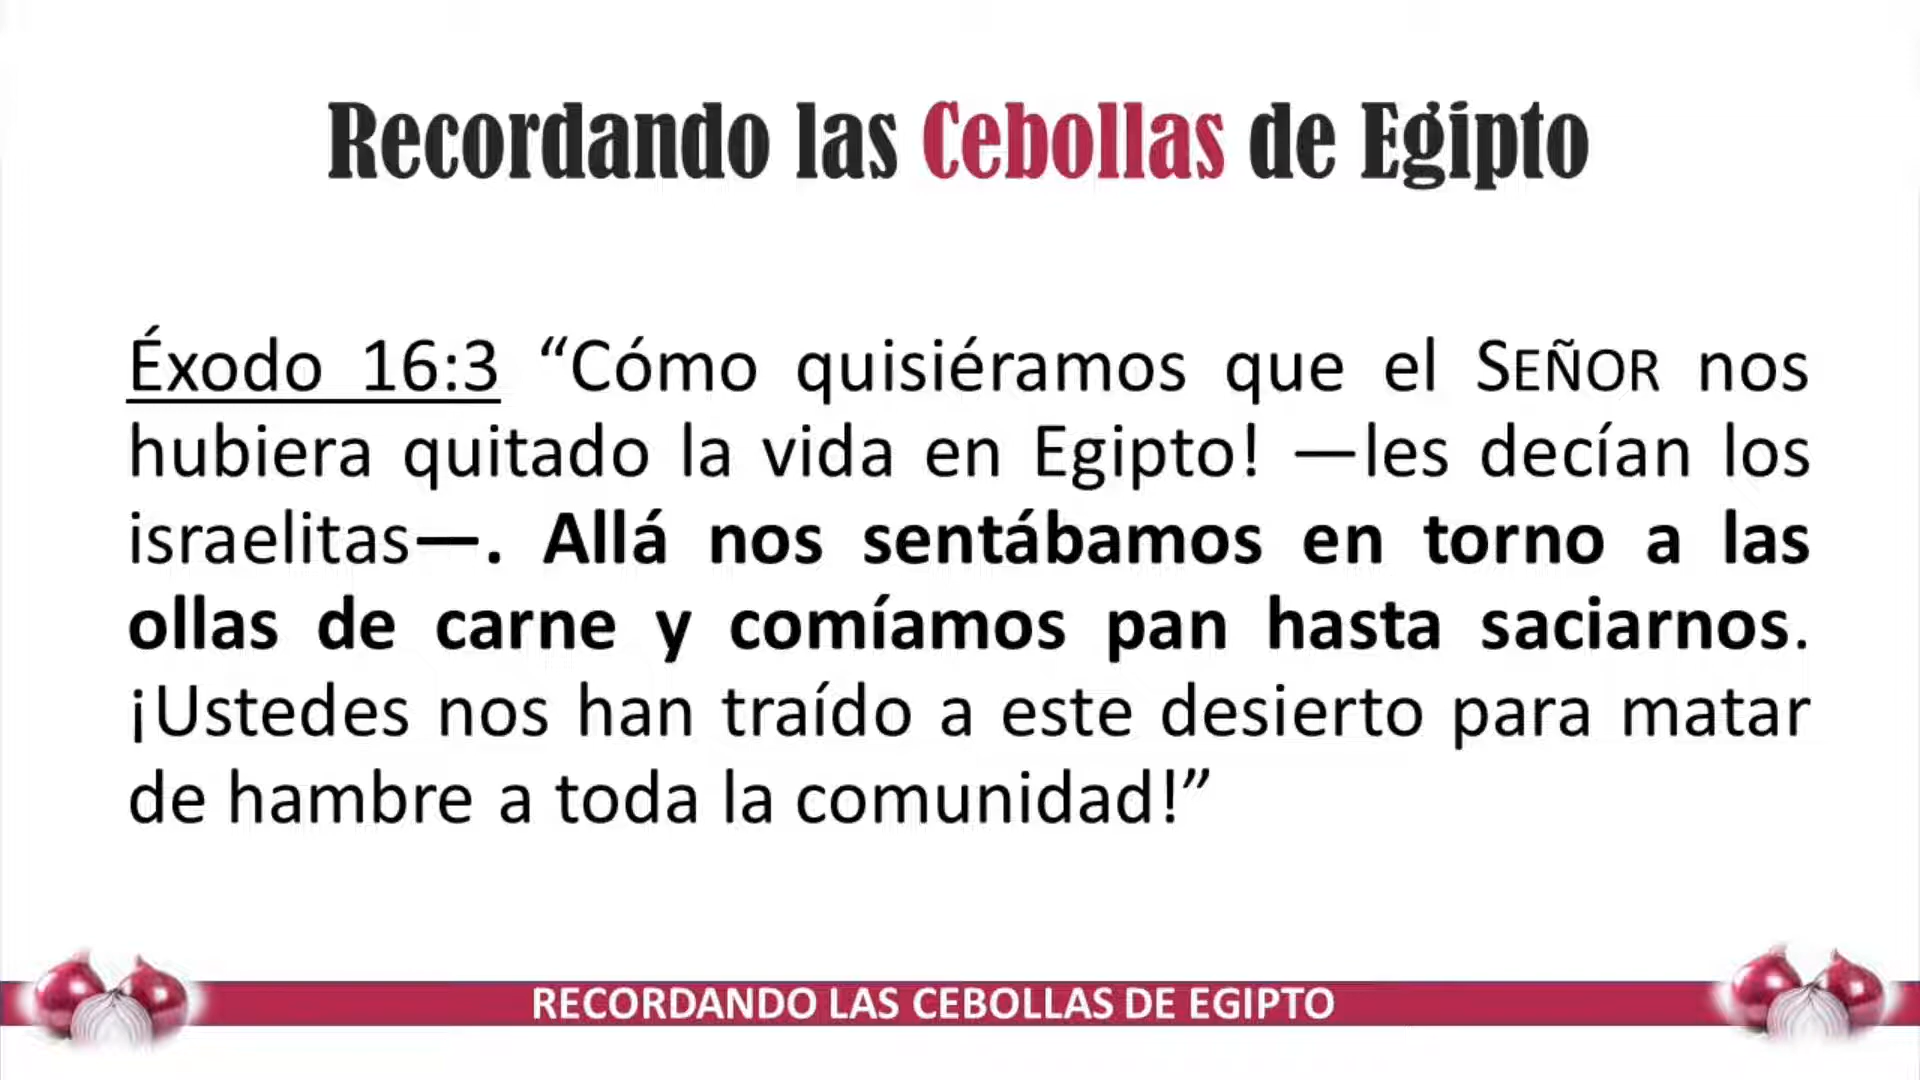 Recordando las Cebollas de Egipto
Éxodo 16:3 “Cómo quisiéramos que el SEÑOR nos
hubiera quitado la vida en Egipto! —les decían los
israelitas—. Allá nos sentábamos en torno a las
ollas de carne y comíamos pan hasta saciarnos.
¡Ustedes nos han traído a este desierto para matar
de hambre a toda la comunidad!”
RECORDANDO LAS CEBOLLAS DE EGIPTO